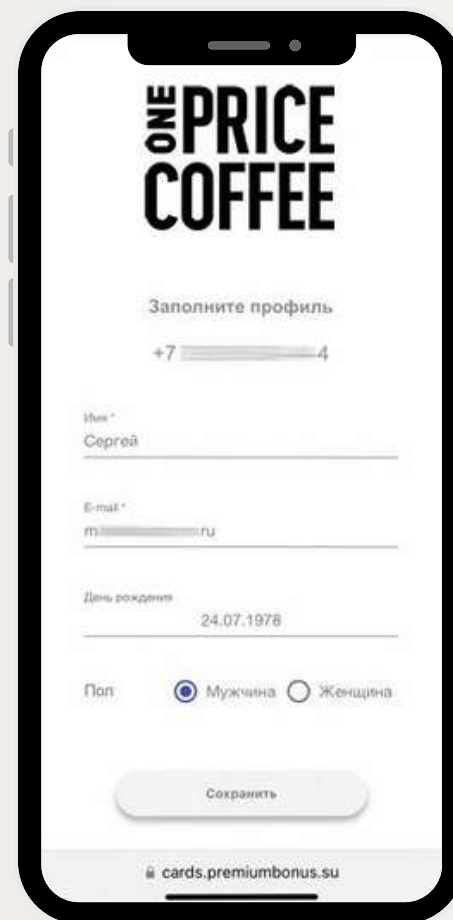 ONE PRICE
COFFEE
Заполните профиль
+7 4
Имя *
Сергей
E-mail *
m ru
День рождения
24.07.1978
Пол Мужчина Женщина
Сохранить
cards.premiumbonus.su